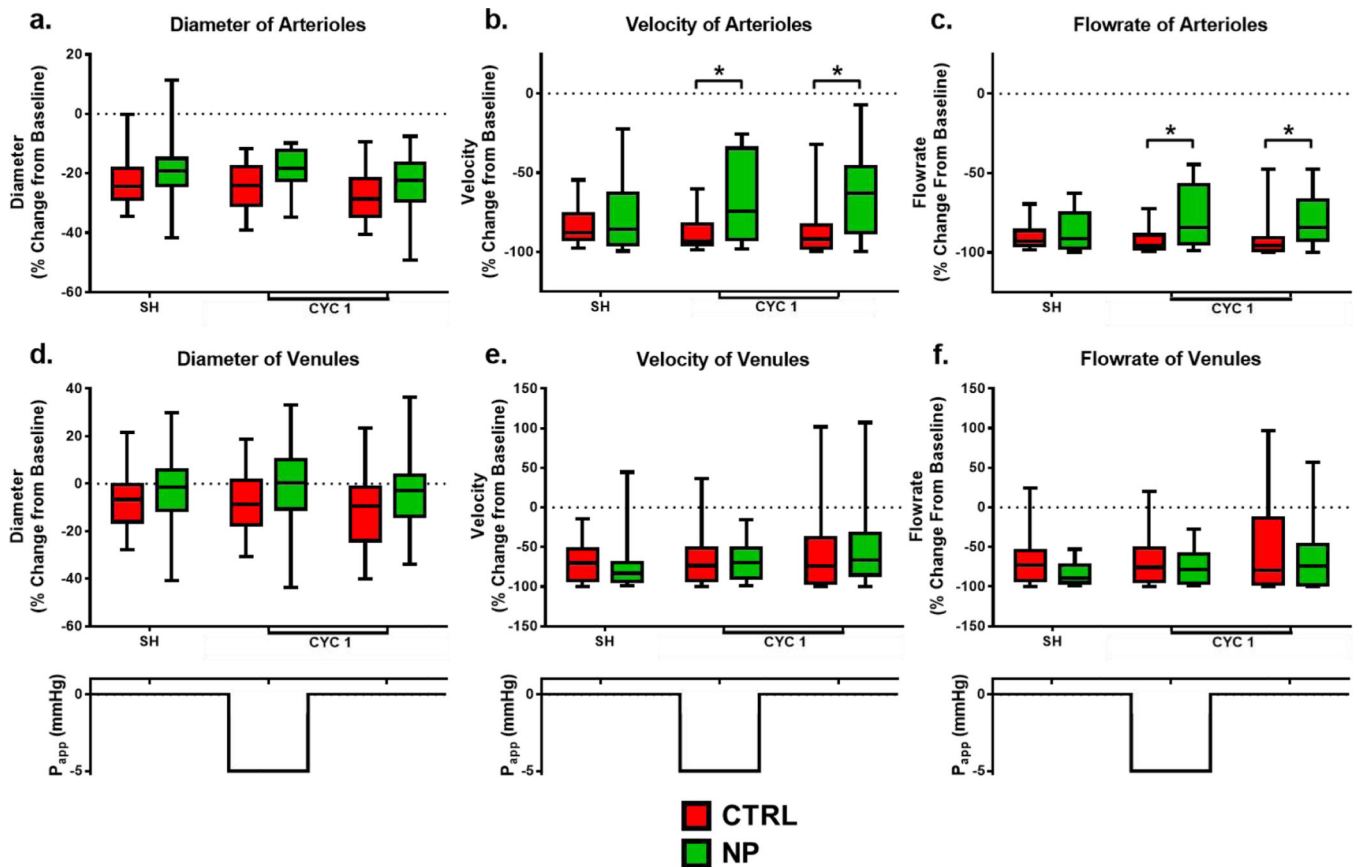 a.
Diameter of Arterioles
Diameter
(% Change from Baseline)
20
0
-20
-40
-60
SH
CYC 1
b.
Velocity of Arterioles
Velocity
(% Change from Baseline)
0
-50
-100
*
*
SH
CYC 1
c.
Flowrate of Arterioles
Flowrate
(% Change From Baseline)
0
-50
-100
*
*
SH
CYC 1
d.
Diameter of Venules
Diameter
(% Change from Baseline)
40
20
0
-20
-40
-60
SH
CYC 1
e.
Velocity of Venules
Velocity
(% Change from Baseline)
150
100
50
0
-50
-100
-150
SH
CYC 1
f.
Flowrate of Venules
Flowrate
(% Change From Baseline)
150
100
50
0
-50
-100
-150
SH
CYC 1
Papp (mmHg)
0
-5
Papp (mmHg)
0
-5
Papp (mmHg)
0
-5
CTRL
NP